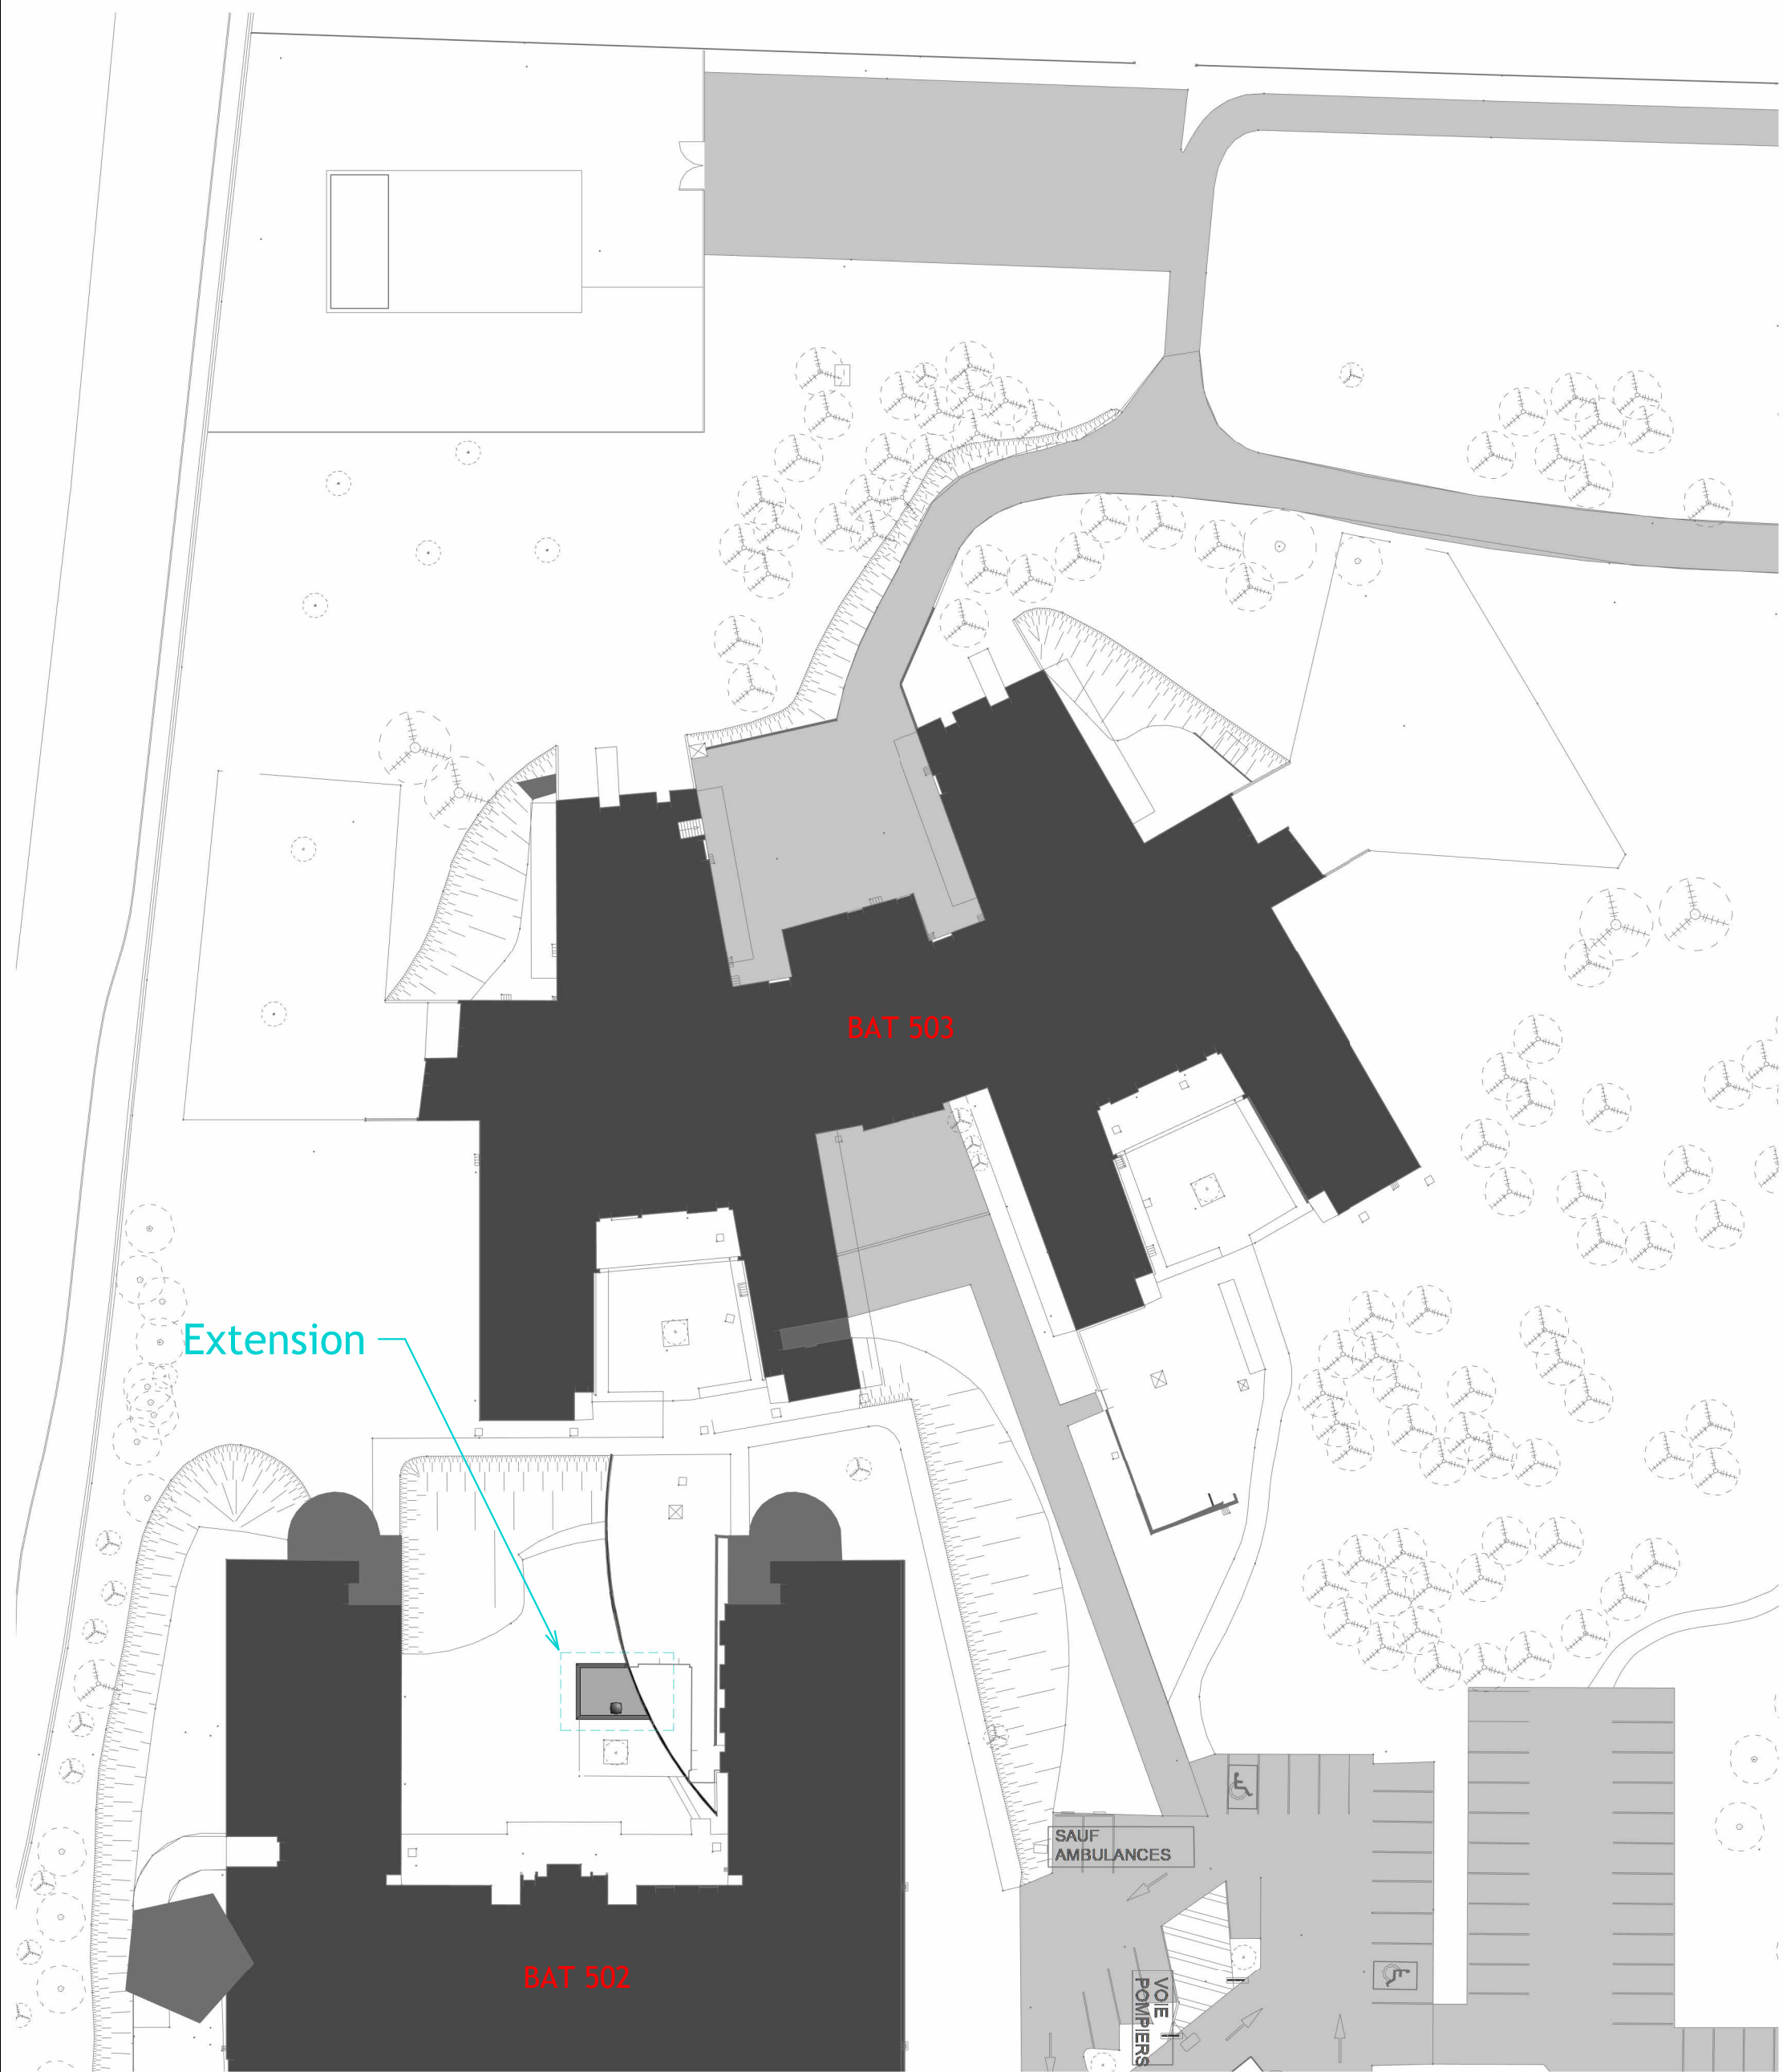 BAT 503
Extension
SAUF
AMBULANCES
BAT 502
VOIE
POMPIERS